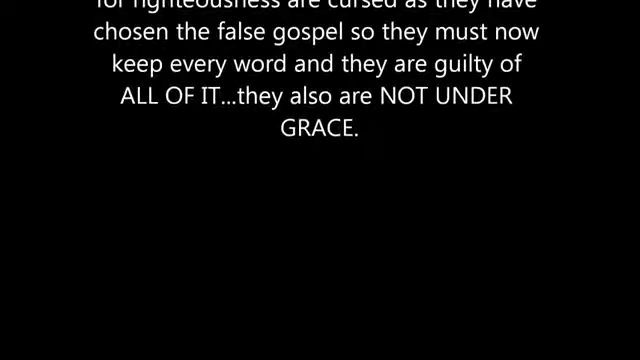 for righteousness are cursed as they have
chosen the false gospel so they must now
keep every word and they are guilty of
ALL OF IT...they also are NOT UNDER
GRACE.